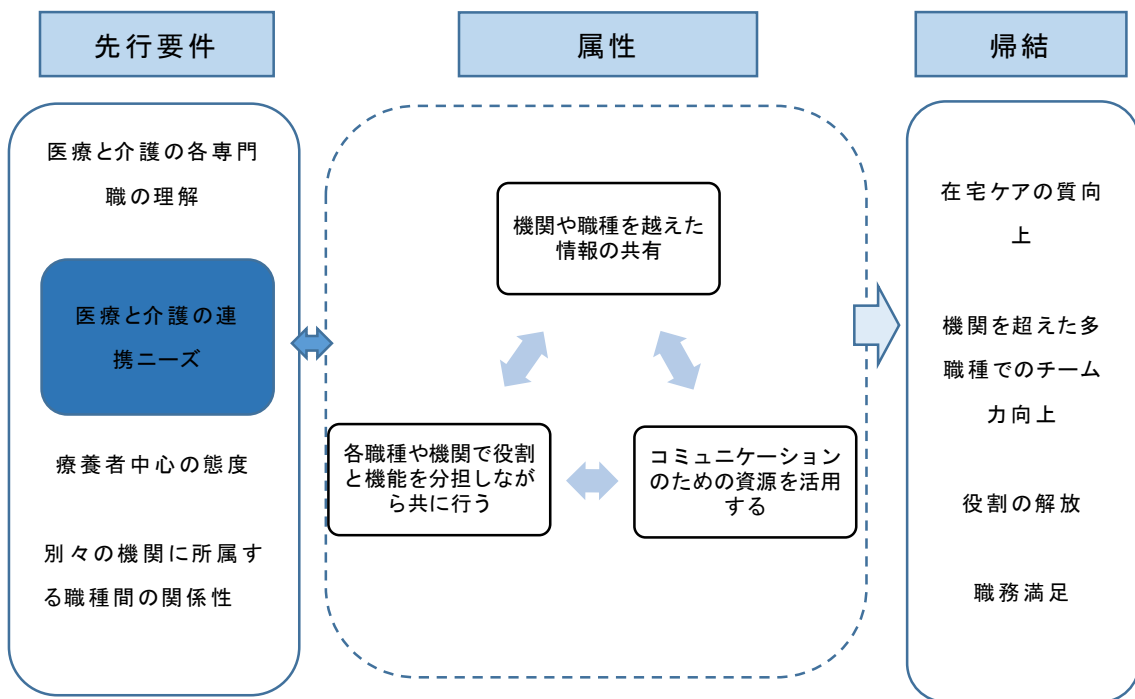 先行要件
属性
帰結
医療と介護の各専門
職の理解
医療と介護の連
携ニーズ
療養者中心の態度
別々の機関に所属す
る職種間の関係性
機関や職種を越えた
情報の共有
各職種や機関で役割
と機能を分担しなが
ら共に行う
コミュニケーション
のための資源を活用
する
在宅ケアの質向
上
機関を超えた多
職種でのチーム
力向上
役割の解放
職務満足